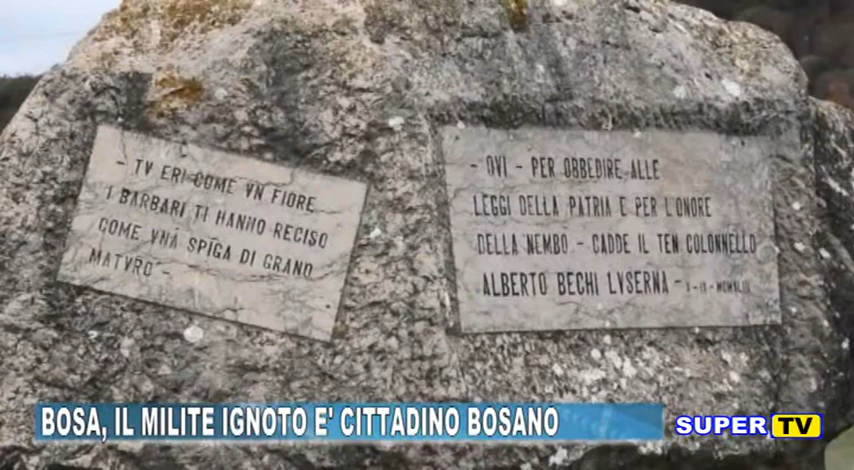 - TV ERI COME VN FIORE
I BARBARI TI HANNO RECISO
COME VNA SPIGA DI GRANO
MATVRO -
- QVI - PER OBBEDIRE ALLE
LEGGI DELLA PATRIA E PER L'ONORE
DELLA NEMBO - CADDE IL TEN COLONNELLO
ALBERTO BECHI LVSERNA -
BOSA, IL MILITE IGNOTO E' CITTADINO BOSANO
SUPER TV